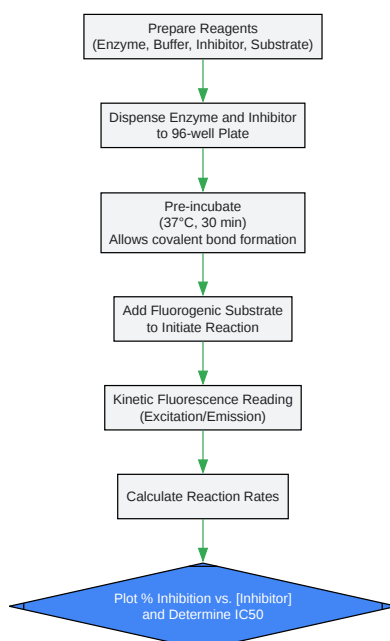 Prepare Reagents
(Enzyme, Buffer, Inhibitor, Substrate)
Dispense Enzyme and Inhibitor
to 96-well Plate
Pre-incubate
(37°C, 30 min)
Allows covalent bond formation
Add Fluorogenic Substrate
to Initiate Reaction
Kinetic Fluorescence Reading
(Excitation/Emission)
Calculate Reaction Rates
Plot % Inhibition vs. [Inhibitor]
and Determine IC50